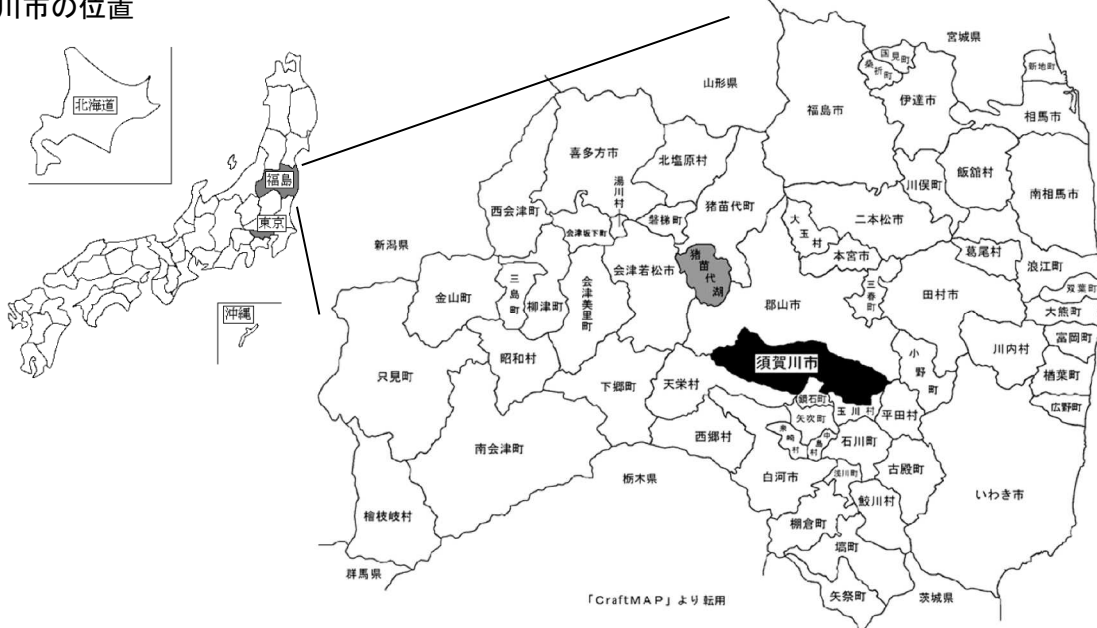 川市の位置
北海道
福島
東京
沖縄
宮城県
山形県
新潟県
群馬県
栃木県
茨城県
国見町
桑折町
新地町
福島市
伊達市
相馬市
喜多方市
北塩原村
飯舘村
南相馬市
川俣町
湯川村
西会津町
磐梯町
猪苗代町
二本松市
大玉村
会津坂下町
本宮市
葛尾村
浪江町
双葉町
会津若松市
猪苗代湖
三春町
田村市
大熊町
金山町
三島町
柳津町
会津美里町
郡山市
富岡町
川内村
小野町
昭和村
須賀川市
楢葉町
只見町
下郷町
天栄村
広野町
鏡石町
玉川村
平田村
矢吹町
西郷村
泉崎村
中島村
石川町
南会津町
白河市
浅川町
古殿町
いわき市
鮫川村
檜枝岐村
棚倉町
塙町
矢祭町
「CraftMAP」より転用